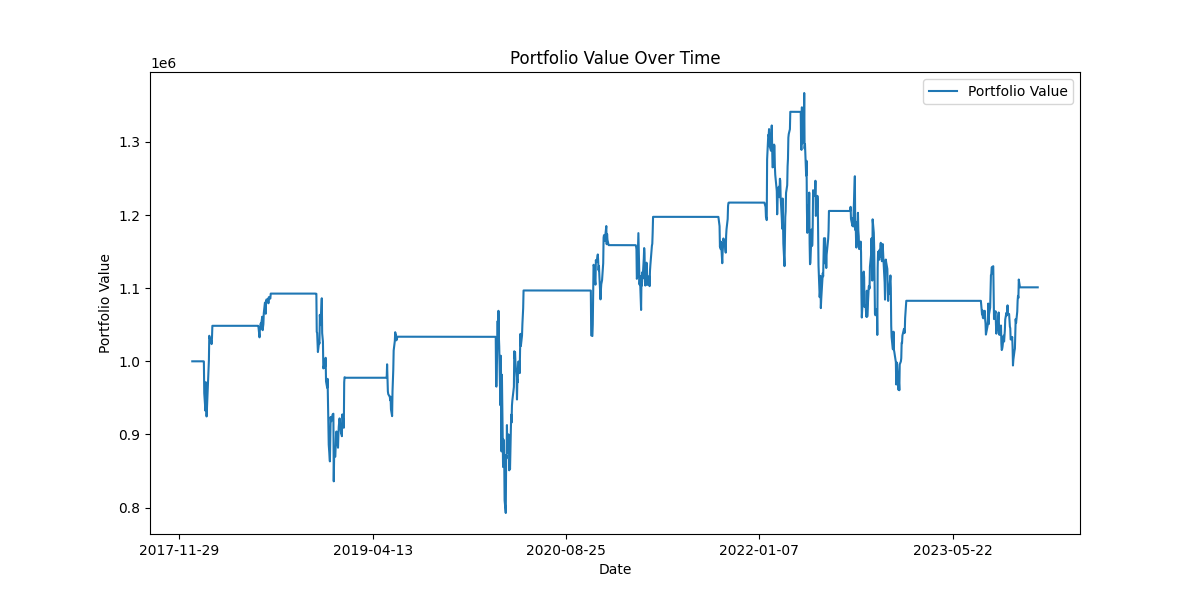 Portfolio Value Over Time
1e6
Portfolio Value
1.3
1.2
1.1
1.0
0.9
0.8
Portfolio Value
2017-11-29
2019-04-13
2020-08-25
2022-01-07
2023-05-22
Date